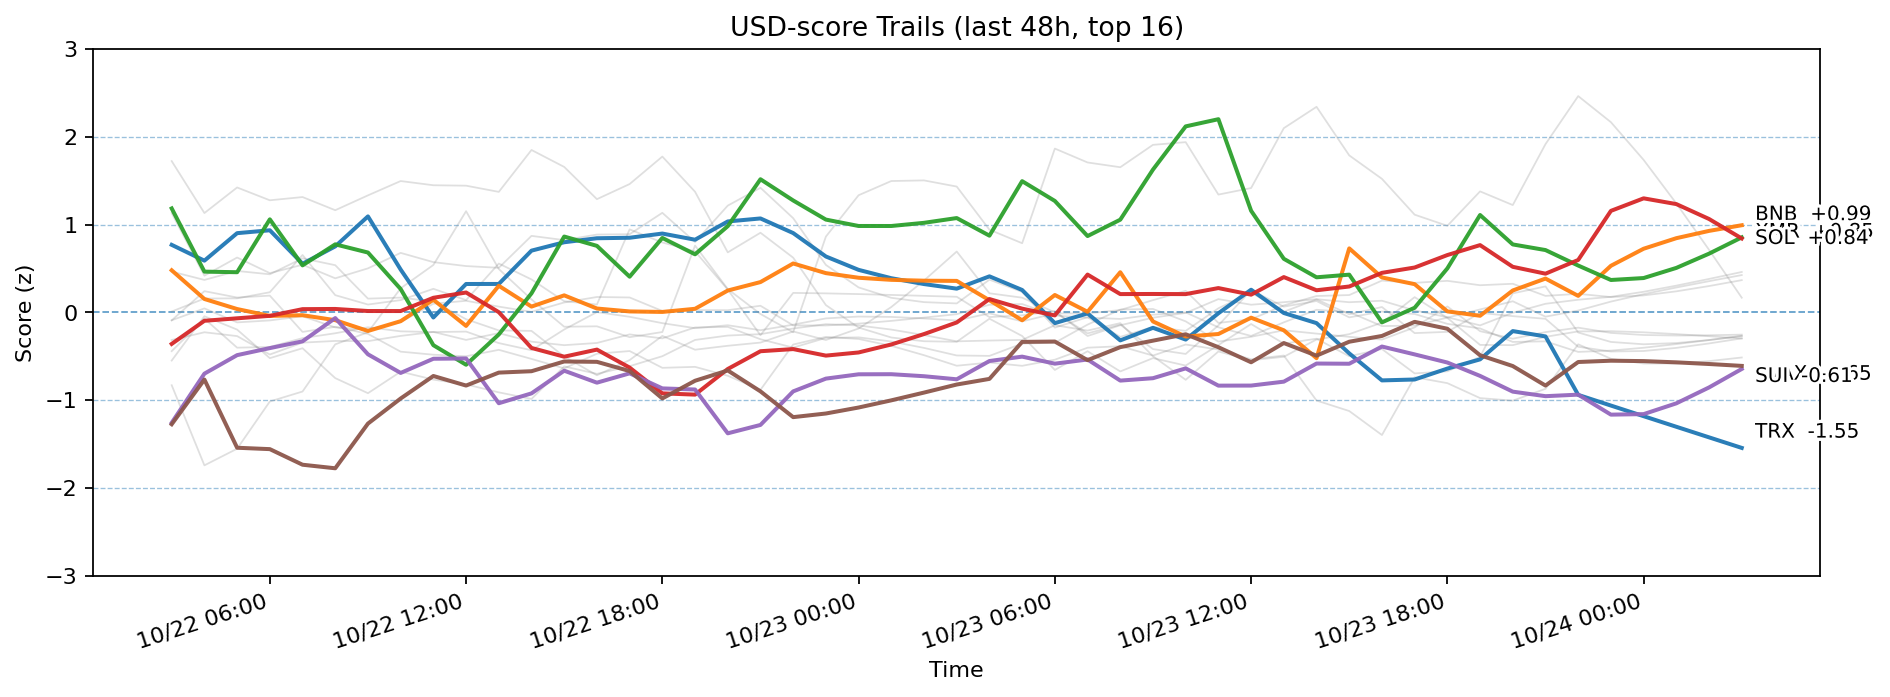 USD-score Trails (last 48h, top 16)
Score (z)
3
2
1
0
−1
−2
−3
BNB +0.99
SOL +0.84
SUI -0.61
TRX -1.55
10/22 06:00
10/22 12:00
10/22 18:00
10/23 00:00
10/23 06:00
10/23 12:00
10/23 18:00
10/24 00:00
Time